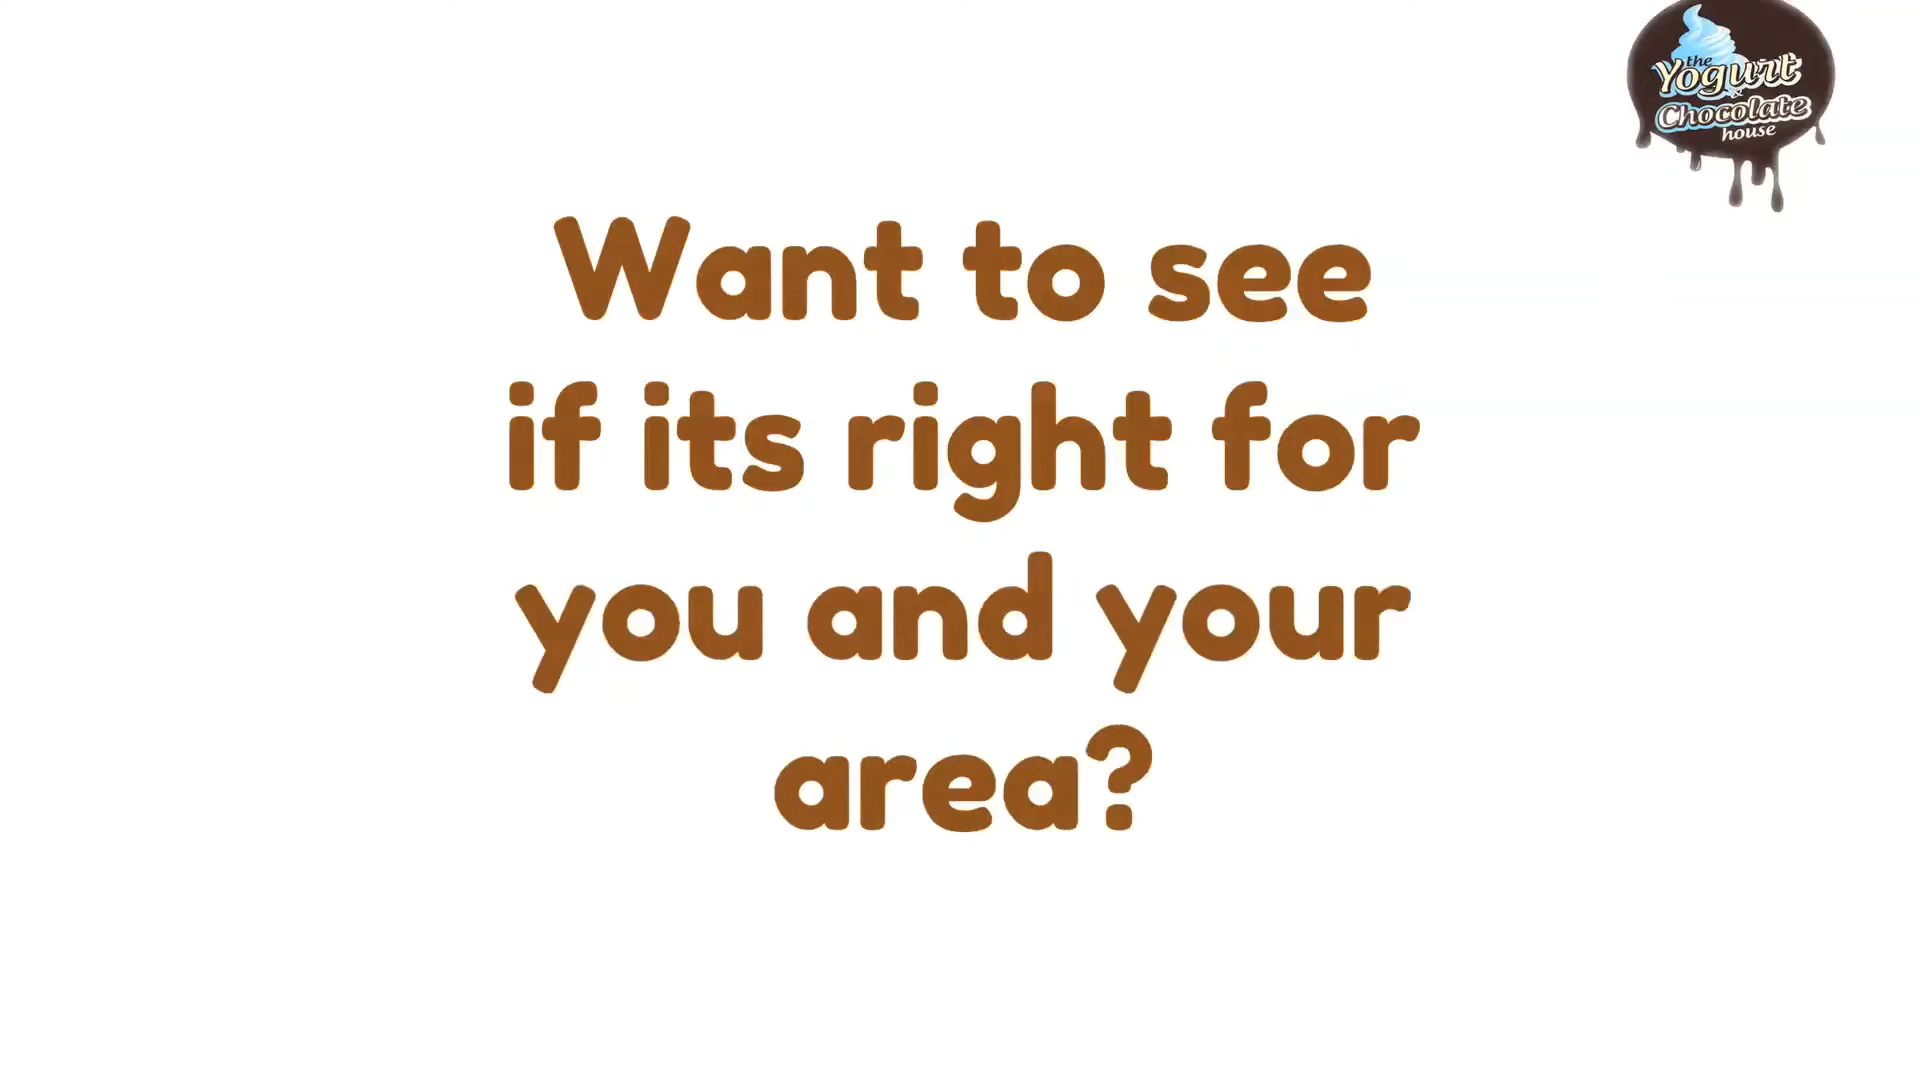 the
Yogurt
&
Chocolate
house
Want to see
if its right for
you and your
area?